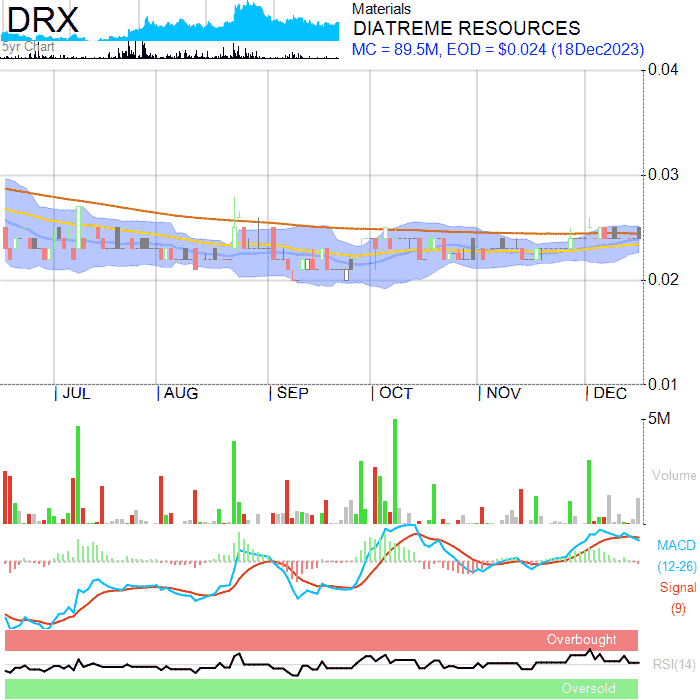 DRX
5yr Chart
Materials
DIATREME RESOURCES
MC = 89.5M, EOD = $0.024 (18Dec2023)
0.04
0.03
0.02
0.01
JUL AUG SEP OCT NOV DEC
5M
Volume
MACD
(12-26)
Signal
(9)
Overbought
RSI(14)
Oversold